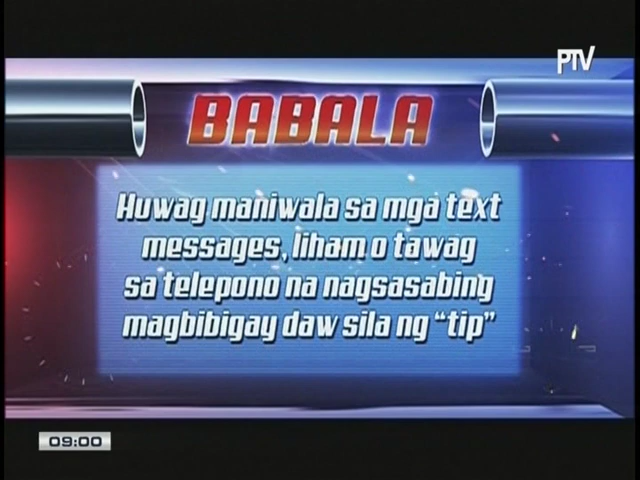 PTV
BABALA
Huwag maniwala sa mga text
messages, liham o tawag
sa telepono na nagsasabing
magbibigay daw sila ng “tip”
09:00